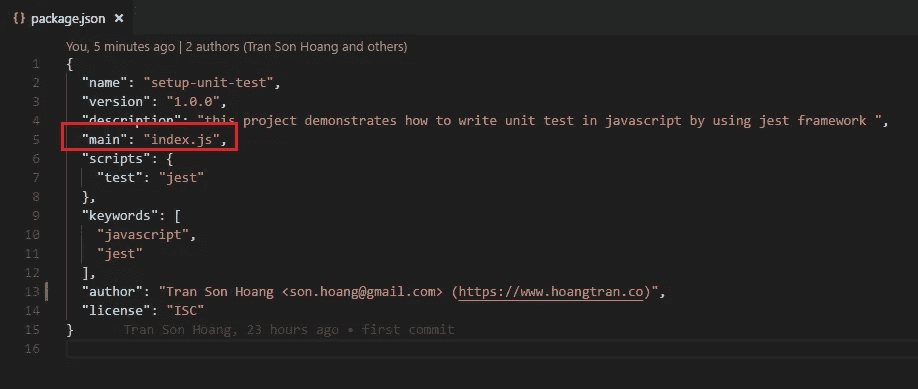 {} package.json ×
You, 5 minutes ago | 2 authors (Tran Son Hoang and others)
1 {
2 "name": "setup-unit-test",
3 "version": "1.0.0",
4 "description": "this project demonstrates how to write unit test in javascript by using jest framework ",
5 "main": "index.js",
6 "scripts": {
7 "test": "jest"
8 },
9 "keywords": [
10 "javascript",
11 "jest"
12 ],
13 "author": "Tran Son Hoang <son.hoang@gmail.com> (https://www.hoangtran.co)",
14 "license": "ISC"
15 } Tran Son Hoang, 23 hours ago • first commit
16